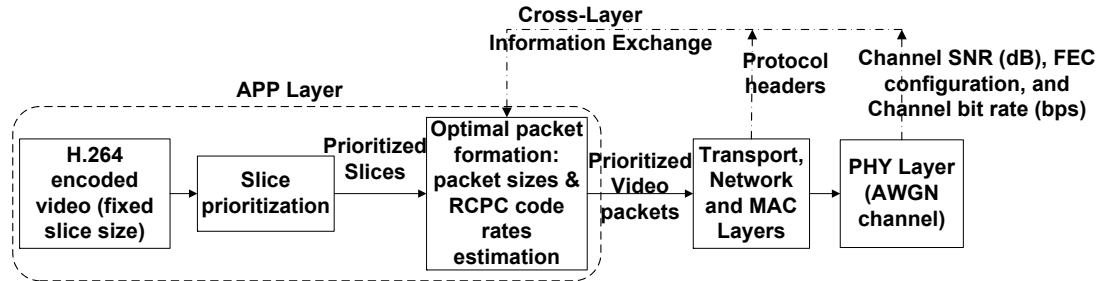 Cross-Layer
Information Exchange
Protocol
headers
Channel SNR (dB), FEC
configuration, and
Channel bit rate (bps)
APP Layer
H.264
encoded
video (fixed
slice size)
Slice
prioritization
Prioritized
Slices
Optimal packet
formation:
packet sizes &
RCPC code
rates
estimation
Prioritized
Video
packets
Transport,
Network
and MAC
Layers
PHY Layer
(AWGN
channel)